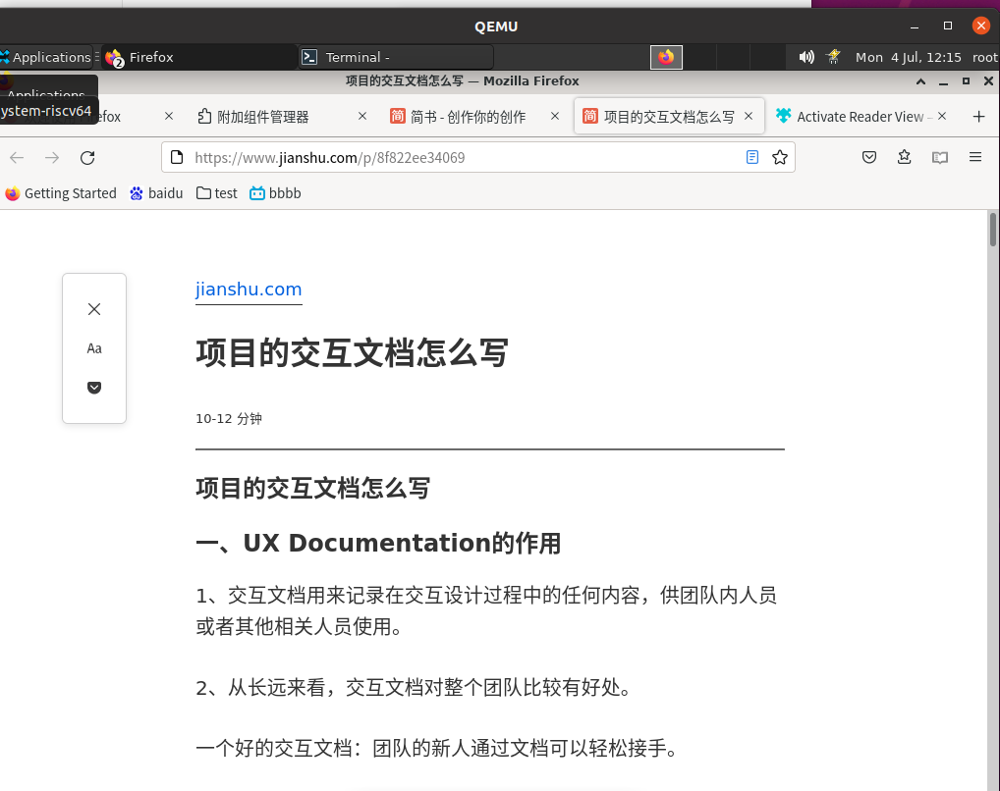 QEMU
Applications
Firefox
2
Terminal -
Mon 4 Jul, 12:15
root
项目的交互文档怎么写 — Mozilla Firefox
Applications
ystem-riscv64
efox
附加组件管理器
简 简书 - 创作你的创作
简 项目的交互文档怎么写
Activate Reader View -
https://www.jianshu.com/p/8f822ee34069
Getting Started
baidu
test
bbbb
jianshu.com
项目的交互文档怎么写
Aa
10-12 分钟
项目的交互文档怎么写
一、UX Documentation的作用
1、交互文档用来记录在交互设计过程中的任何内容，供团队内人员
或者其他相关人员使用。
2、从长远来看，交互文档对整个团队比较有好处。
一个好的交互文档：团队的新人通过文档可以轻松接手。